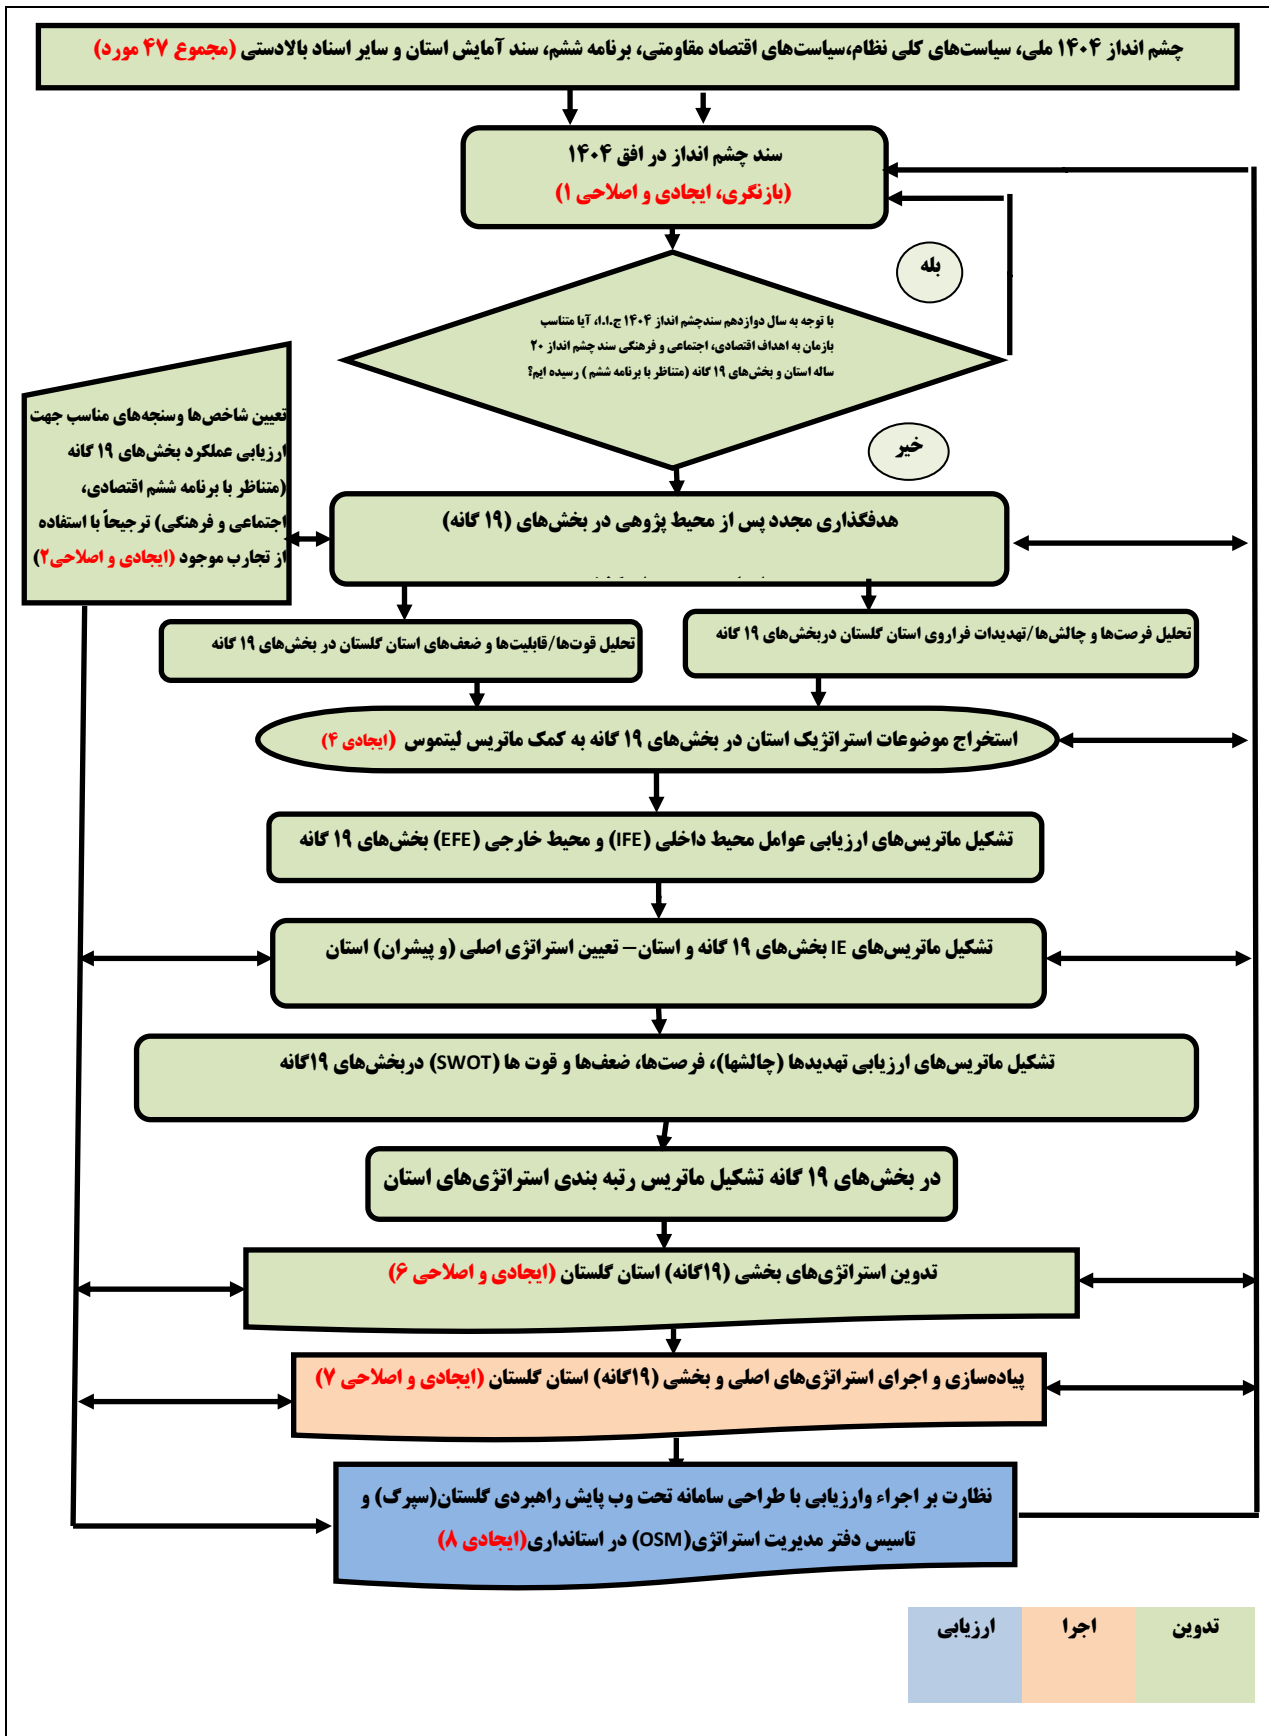 چشم انداز ۱۴۰۴ ملی، سیاست‌های کلی نظام،سیاست‌های اقتصاد مقاومتی، برنامه ششم، سند آمایش استان و سایر اسناد بالادستی (مجموع ۴۷ مورد)
سند چشم انداز در افق ۱۴۰۴
(بازنگری، ایجادی و اصلاحی ۱)
بله
با توجه به سال دوازدهم سندچشم انداز ۱۴۰۴ ج.ا.ا، آیا متناسب
بازمان به اهداف اقتصادی، اجتماعی و فرهنگی سند چشم انداز ۲۰
ساله استان و بخش‌های ۱۹ گانه (متناظر با برنامه ششم ) رسیده ایم؟
خیر
تعیین شاخص‌ها وسنجه‌های مناسب جهت
ارزیابی عملکرد بخش‌های ۱۹ گانه
(متناظر با برنامه ششم اقتصادی،
اجتماعی و فرهنگی) ترجیحاً با استفاده
از تجارب موجود (ایجادی و اصلاحی۲)
هدفگذاری مجدد پس از محیط پژوهی در بخش‌های (۱۹ گانه)
تحلیل فرصت‌ها و چالش‌ها/تهدیدات فراروی استان گلستان دربخش‌های ۱۹ گانه
تحلیل قوت‌ها/قابلیت‌ها و ضعف‌های استان گلستان در بخش‌های ۱۹ گانه
استخراج موضوعات استراتژیک استان در بخش‌های ۱۹ گانه به کمک ماتریس لیتموس (ایجادی ۴)
تشکیل ماتریس‌های ارزیابی عوامل محیط داخلی (IFE) و محیط خارجی (EFE) بخش‌های ۱۹ گانه
تشکیل ماتریس‌های IE بخش‌های ۱۹ گانه و استان– تعیین استراتژی اصلی (و پیشران) استان
تشکیل ماتریس‌های ارزیابی تهدیدها (چالشها)، فرصت‌ها، ضعف‌ها و قوت ها (SWOT) دربخش‌های ۱۹گانه
در بخش‌های ۱۹ گانه تشکیل ماتریس رتبه بندی استراتژی‌های استان
تدوین استراتژی‌های بخشی (۱۹گانه) استان گلستان (ایجادی و اصلاحی ۶)
پیاده‌سازی و اجرای استراتژی‌های اصلی و بخشی (۱۹گانه) استان گلستان (ایجادی و اصلاحی ۷)
نظارت بر اجراء وارزیابی با طراحی سامانه تحت وب پایش راهبردی گلستان(سپرگ) و
تاسیس دفتر مدیریت استراتژی(OSM) در استانداری(ایجادی ۸)
تدوین
اجرا
ارزیابی